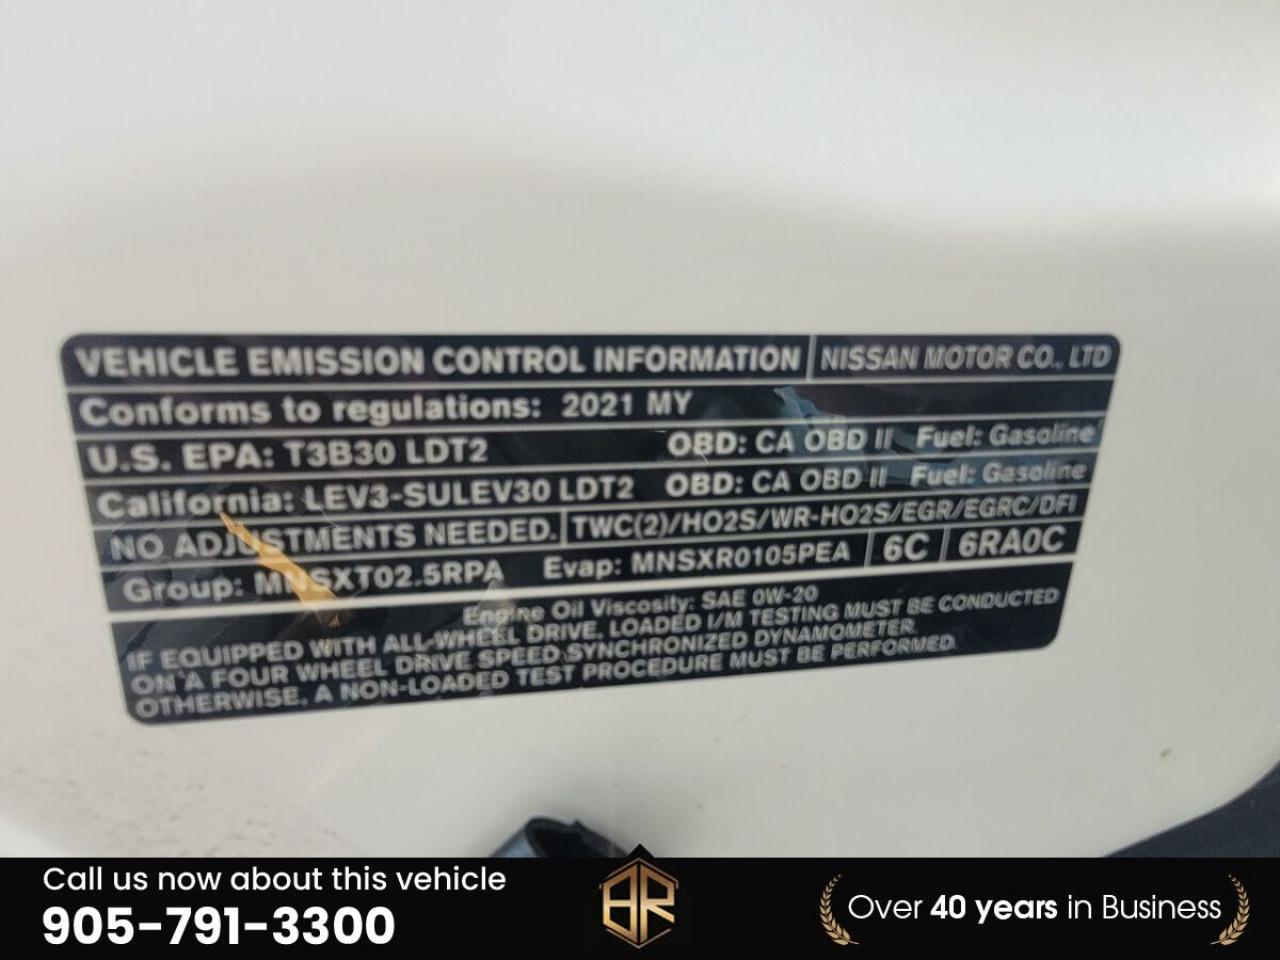 VEHICLE EMISSION CONTROL INFORMATION NISSAN MOTOR CO., LTD
Conforms to regulations: 2021 MY
U.S. EPA: T3B30 LDT2 OBD: CA OBD II Fuel: Gasoline
California: LEV3-SULEV30 LDT2 OBD: CA OBD II Fuel: Gasoline
NO ADJUSTMENTS NEEDED. TWC(2)/HO2S/WR-HO2S/EGR/EGRC/DFI
Group: MNSXT02.5RPA Evap: MNSXR0105PEA 6C 6RA0C
Engine Oil Viscosity: SAE 0W-20
IF EQUIPPED WITH ALL-WHEEL DRIVE, LOADED I/M TESTING MUST BE CONDUCTED
ON A FOUR WHEEL DRIVE SPEED SYNCHRONIZED DYNAMOMETER.
OTHERWISE, A NON-LOADED TEST PROCEDURE MUST BE PERFORMED.
Call us now about this vehicle
905-791-3300
BR
Over 40 years in Business